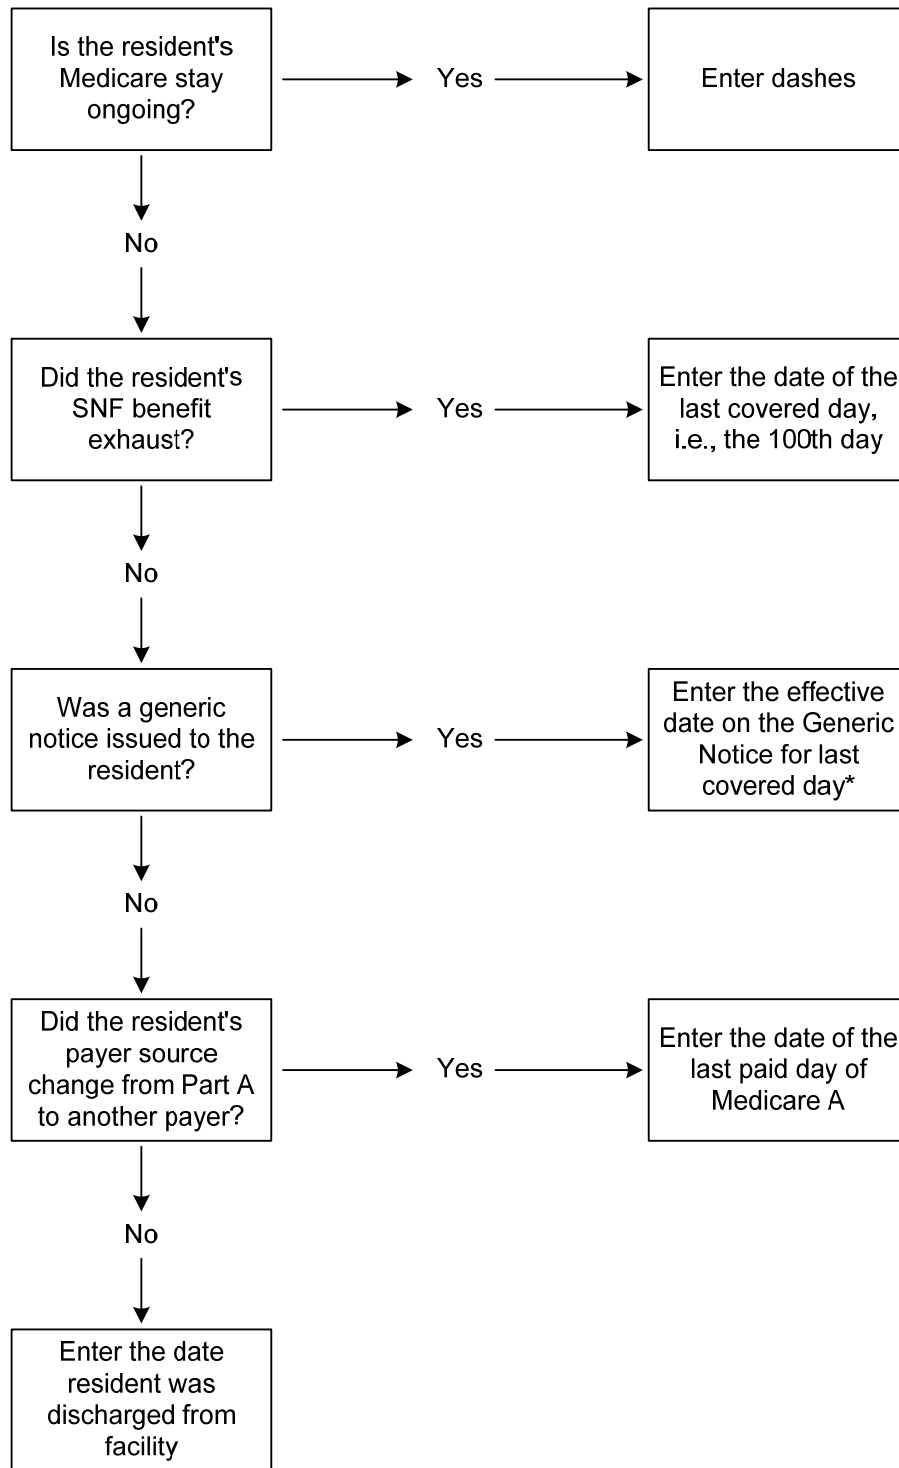 Is the resident's
Medicare stay
ongoing?
Yes
Enter dashes
No
Did the resident's
SNF benefit
exhaust?
Yes
Enter the date of the
last covered day,
i.e., the 100th day
No
Was a generic
notice issued to the
resident?
Yes
Enter the effective
date on the Generic
Notice for last
covered day*
No
Did the resident's
payer source
change from Part A
to another payer?
Yes
Enter the date of the
last paid day of
Medicare A
No
Enter the date
resident was
discharged from
facility